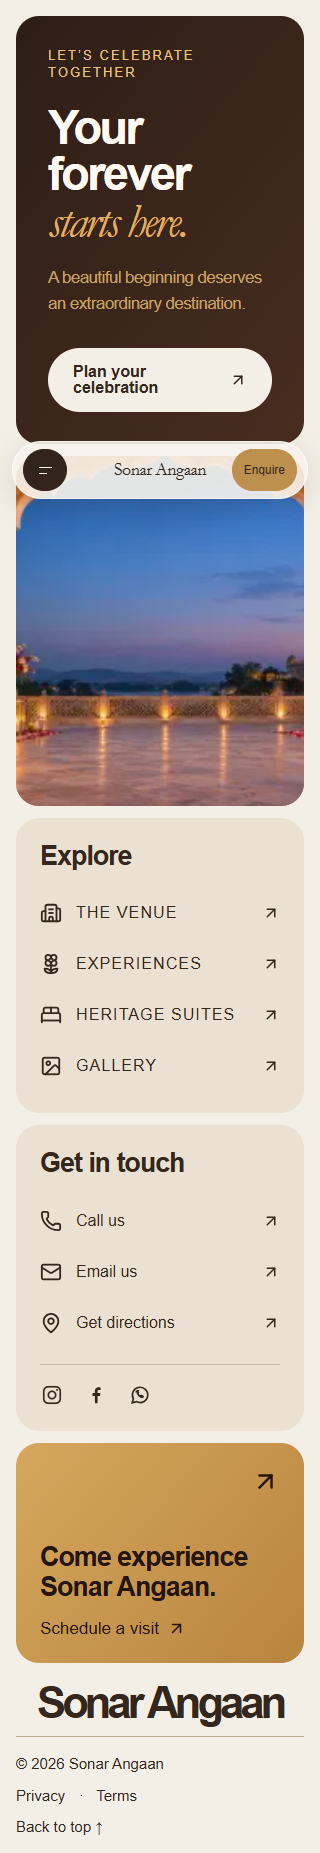 LET'S CELEBRATE
TOGETHER
Your
forever
starts here.
A beautiful beginning deserves
an extraordinary destination.
Plan your
celebration
Sonar Angaan
Enquire
Explore
THE VENUE
EXPERIENCES
HERITAGE SUITES
GALLERY
Get in touch
Call us
Email us
Get directions
Come experience
Sonar Angaan.
Schedule a visit
Sonar Angaan
© 2026 Sonar Angaan
Privacy · Terms
Back to top ↑